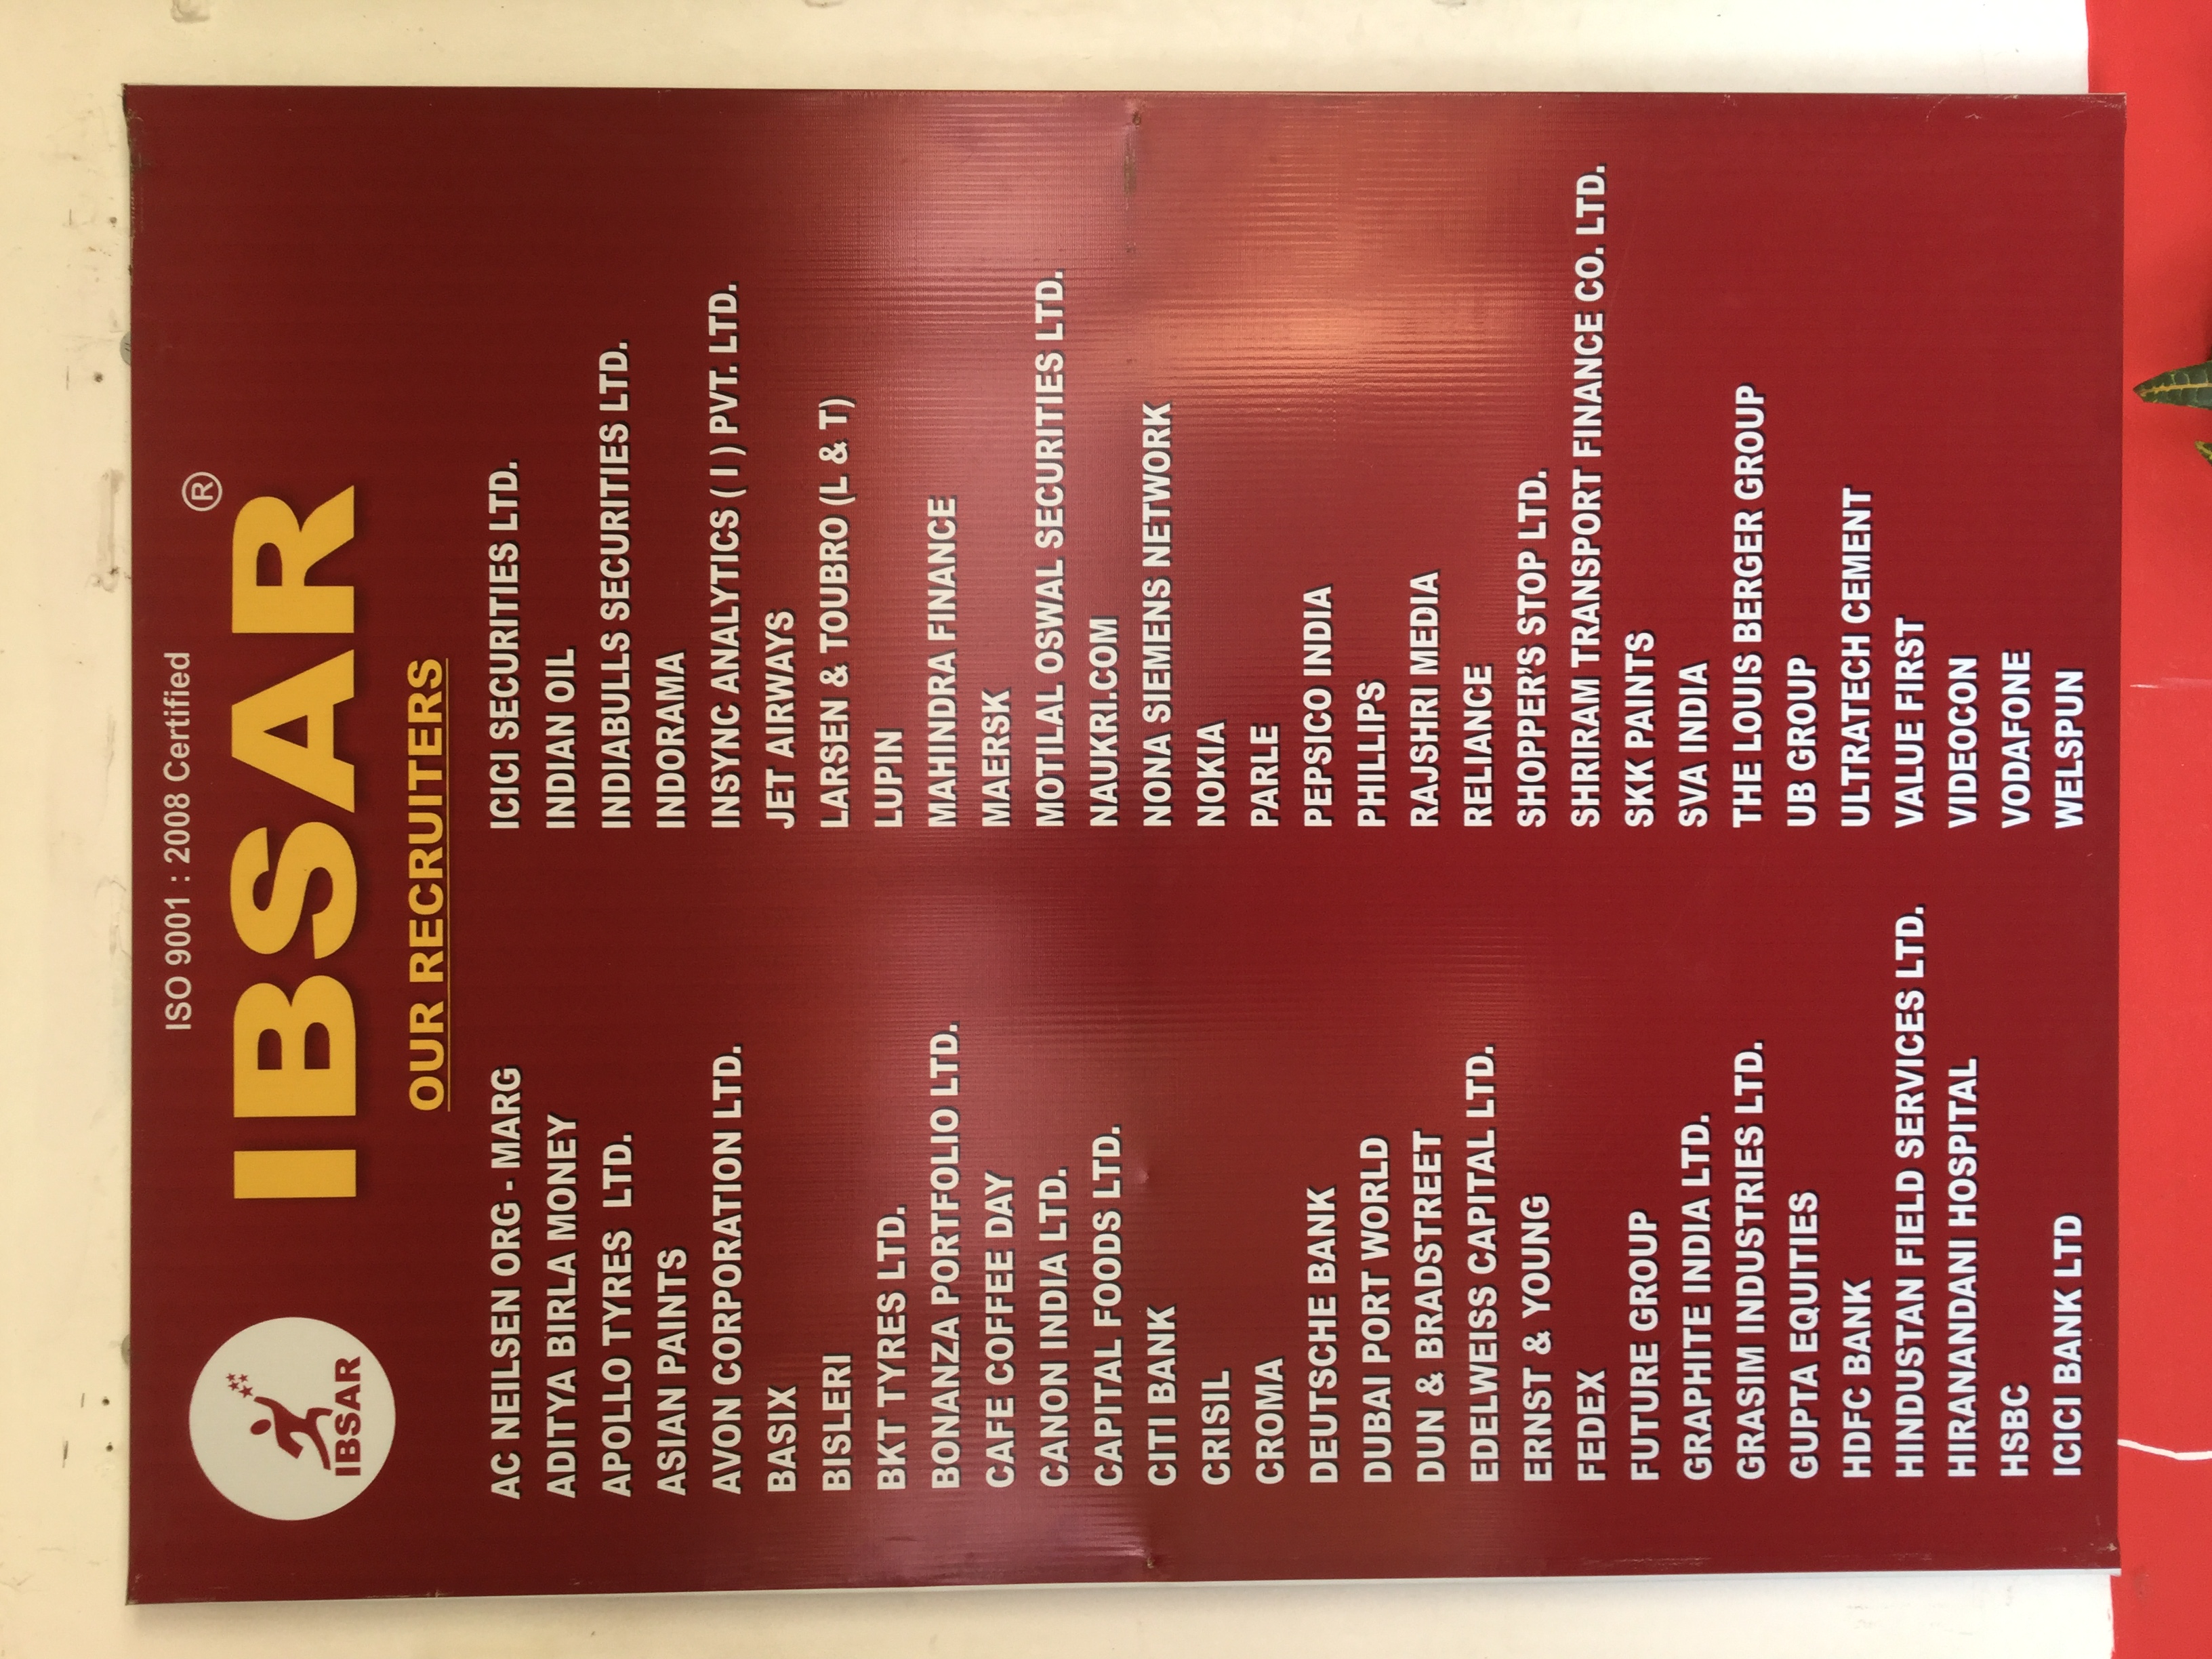 ISO 9001 : 2008 Certified
IBSAR
IBSAR ®
OUR RECRUITERS
AC NEILSEN ORG - MARG
ADITYA BIRLA MONEY
APOLLO TYRES LTD.
ASIAN PAINTS
AVON CORPORATION LTD.
BASIX
BISLERI
BKT TYRES LTD.
BONANZA PORTFOLIO LTD.
CAFE COFFEE DAY
CANON INDIA LTD.
CAPITAL FOODS LTD.
CITI BANK
CRISIL
CROMA
DEUTSCHE BANK
DUBAI PORT WORLD
DUN & BRADSTREET
EDELWEISS CAPITAL LTD.
ERNST & YOUNG
FEDEX
FUTURE GROUP
GRAPHITE INDIA LTD.
GRASIM INDUSTRIES LTD.
GUPTA EQUITIES
HDFC BANK
HINDUSTAN FIELD SERVICES LTD.
HIRANANDANI HOSPITAL
HSBC
ICICI BANK LTD
ICICI SECURITIES LTD.
INDIAN OIL
INDIABULLS SECURITIES LTD.
INDORAMA
INSYNC ANALYTICS ( I ) PVT. LTD.
JET AIRWAYS
LARSEN & TOUBRO (L & T)
LUPIN
MAHINDRA FINANCE
MAERSK
MOTILAL OSWAL SECURITIES LTD.
NAUKRI.COM
NONA SIEMENS NETWORK
NOKIA
PARLE
PEPSICO INDIA
PHILLIPS
RAJSHRI MEDIA
RELIANCE
SHOPPER'S STOP LTD.
SHRIRAM TRANSPORT FINANCE CO. LTD.
SKK PAINTS
SVA INDIA
THE LOUIS BERGER GROUP
UB GROUP
ULTRATECH CEMENT
VALUE FIRST
VIDEOCON
VODAFONE
WELSPUN